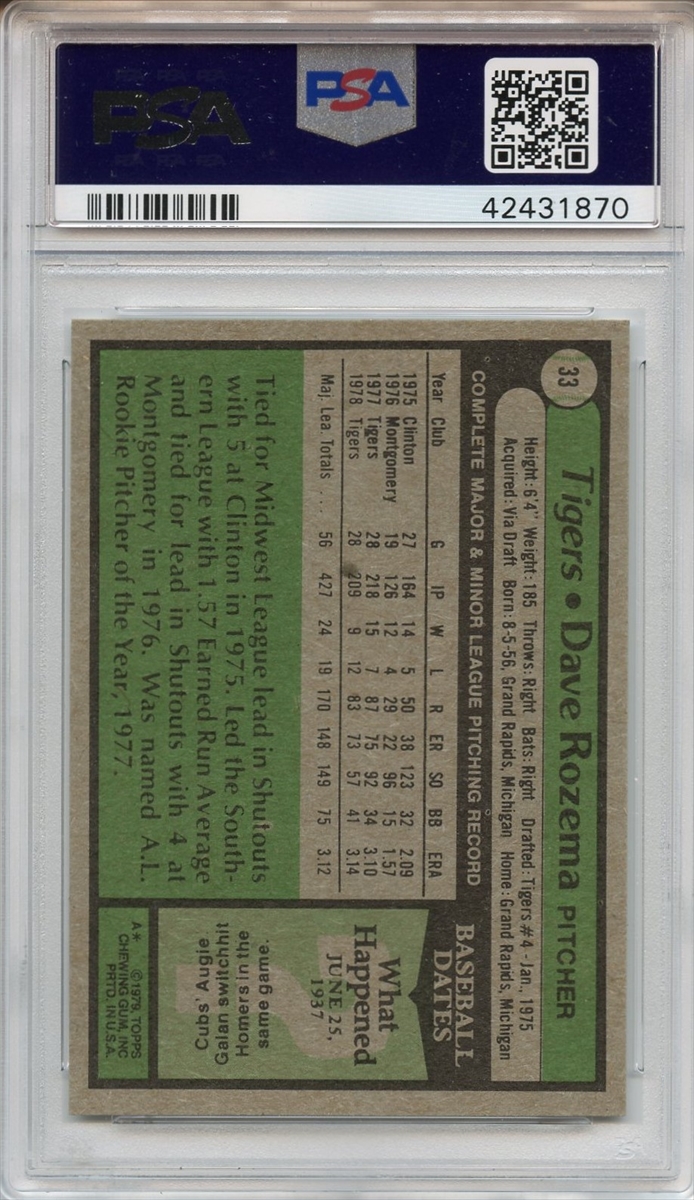 PSA
PSA
42431870
33
Tigers • Dave Rozema PITCHER
Height: 6'4" Weight: 185 Throws: Right Bats: Right Drafted: Tigers #4 - Jan., 1975
Acquired: Via Draft Born: 8-5-56, Grand Rapids, Michigan Home: Grand Rapids, Michigan
COMPLETE MAJOR & MINOR LEAGUE PITCHING RECORD
Year Club G IP W L R ER SO BB ERA
1975 Clinton 27 164 14 5 50 38 123 32 2.09
1976 Montgomery 19 126 12 4 29 22 96 15 1.57
1977 Tigers 28 218 15 7 87 75 92 34 3.10
1978 Tigers 28 209 9 12 83 73 57 41 3.14
Maj. Lea. Totals . . 56 427 24 19 170 148 149 75 3.12
Tied for Midwest League lead in Shutouts
with 5 at Clinton in 1975. Led the South-
ern League with 1.57 Earned Run Average
and tied for lead in Shutouts with 4 at
Montgomery in 1976. Was named A.L.
Rookie Pitcher of the Year, 1977.
BASEBALL
DATES
What
Happened
JUNE 25,
1937
Cubs, Augie
Galan switchhit
Homers in the
same game.
A* ©1979, TOPPS
CHEWING GUM, INC
PRTD. IN U.S.A.